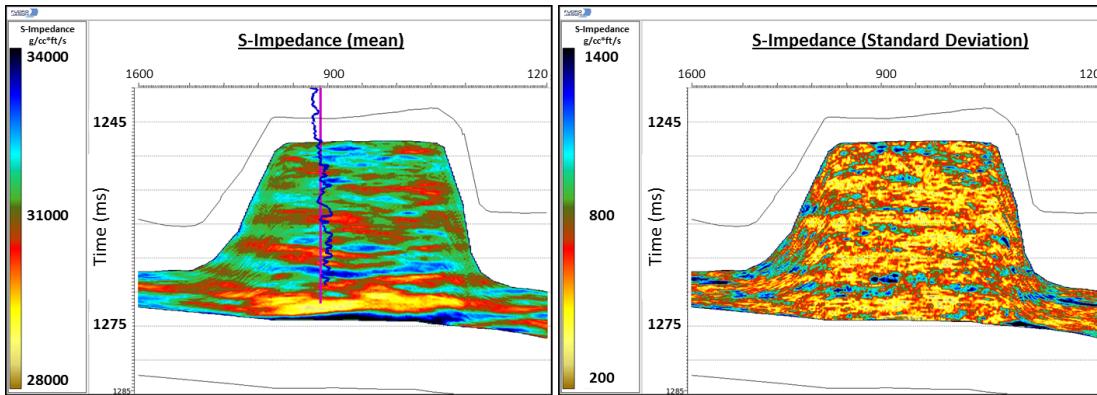 S-Impedance
g/cc*ft/s
34000
31000
28000
S-Impedance (mean)
1600
900
120
1245
Time (ms)
1275
1285
S-Impedance
g/cc*ft/s
1400
800
200
S-Impedance (Standard Deviation)
1600
900
120
1245
Time (ms)
1275
1285